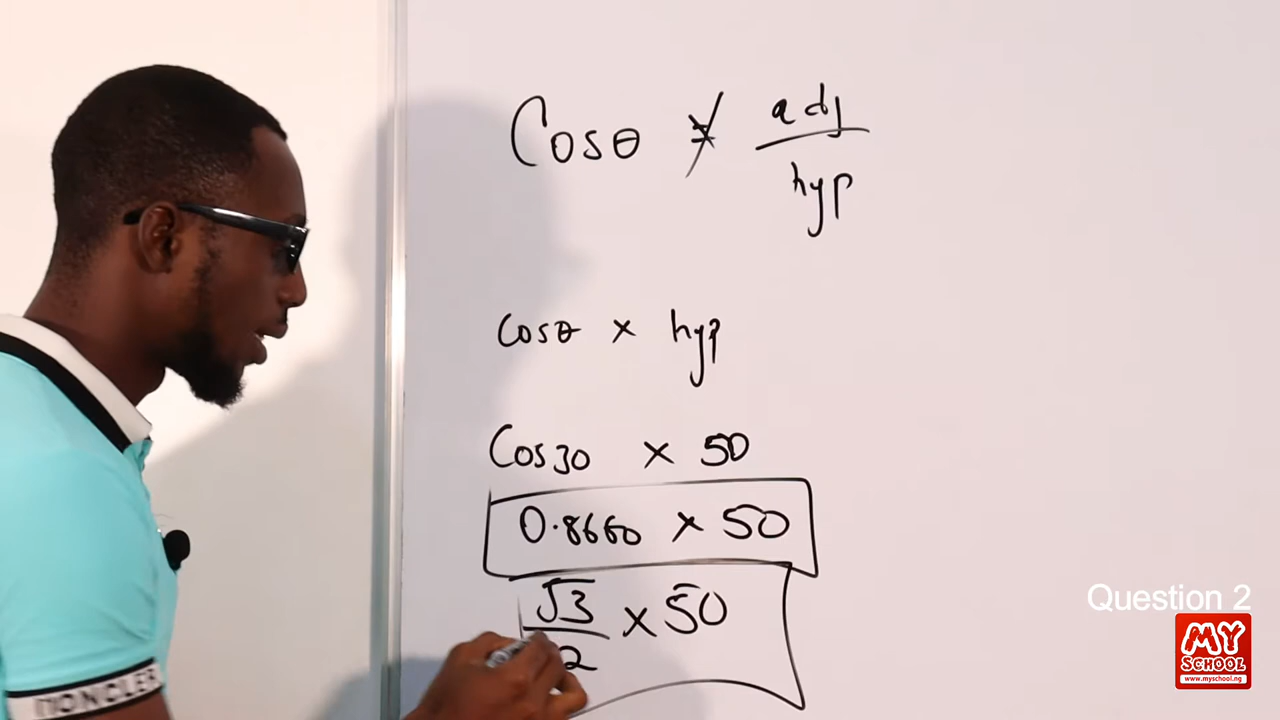 Cosθ = adj/hyp
cosθ × hyp
Cos30 × 50
0.8660 × 50
√3/2 × 50
Question 2
MY
SCHOOL
www.myschool.ng
MONCLER